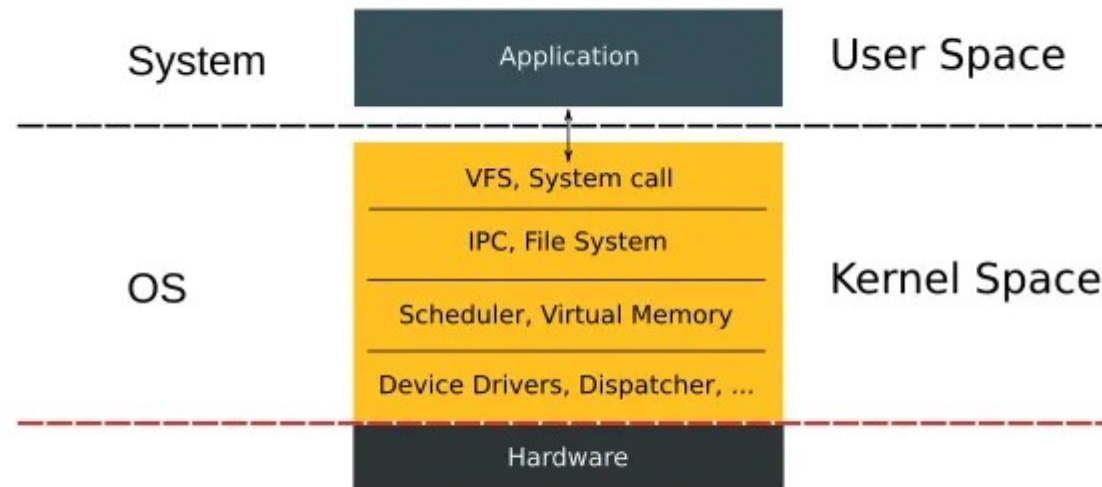 System
Application
User Space
VFS, System call
IPC, File System
OS
Kernel Space
Scheduler, Virtual Memory
Device Drivers, Dispatcher, ...
Hardware